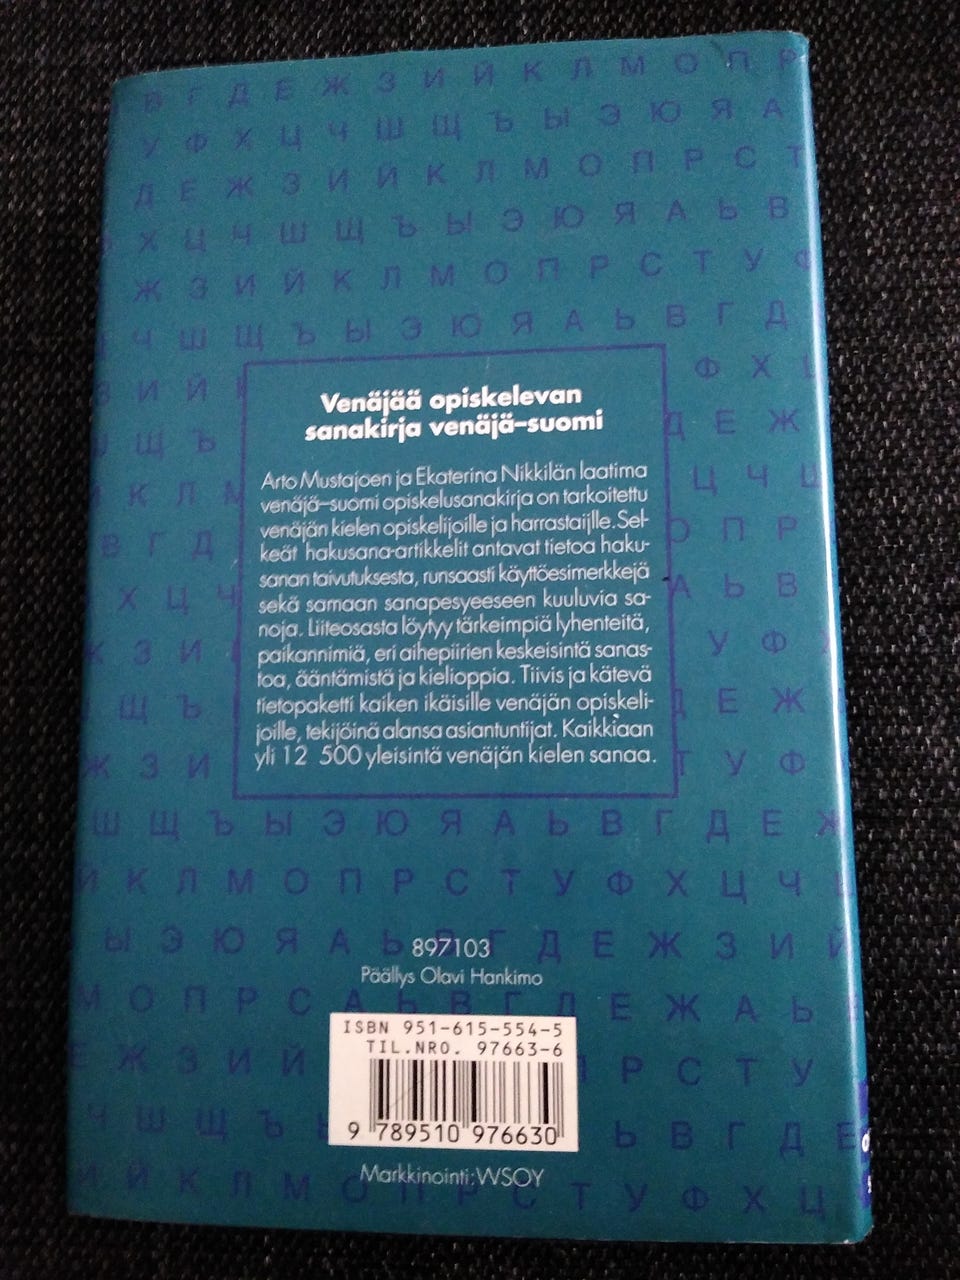 В Г Д Е Ж З И Й К Л М О П Р
У Ф Х Ц Ч Ш Щ Ъ Ы Э Ю Я А
Д Е Ж З И Й К Л М О П Р С Т
Х Ц Ч Ш Щ Ъ Ы Э Ю Я А Ь В
Ж З И Й К Л М О П Р С Т У Ф
Ч Ш Щ Ъ Ы Э Ю Я А Ь В Г Д
З И Й Ф Х Ц
Venäjää opiskelevan
sanakirja venäjä–suomi
Ш Щ Ъ Д Е Ж
Arto Mustajoen ja Ekaterina Nikkilän laatima
К Л М Ц Ч
venäjä–suomi opiskelusanakirja on tarkoitettu
venäjän kielen opiskelijoille ja harrastaijlle. Sel-
В Г Д О П Р
keät hakusana-artikkelit antavat tietoa haku-
sanan taivutuksesta, runsaasti käyttöesimerkkejä
Х Ц Ч А Ь В
sekä samaan sanapesyeeseen kuuluvia sa-
noja. Liiteosasta löytyy tärkeimpiä lyhenteitä,
З И У Ф
paikannimiä, eri aihepiirien keskeisintä sanas-
toa, ääntämistä ja kielioppia. Tiivis ja kätevä
Щ Ъ Д Е Ж
tietopaketti kaiken ikäisille venäjän opiskeli-
joille, tekijöinä alansa asiantuntijat. Kaikkiaan
Ж З И Т У Ф
yli 12 500 yleisintä venäjän kielen sanaa.
Ш Щ Ъ Ы Э Ю Я А Ь В Г Д Е Ж
Й К Л М О П Р С Т У Ф Х Ц Ч
Ы Э Ю Я А Ь В Г Д Е Ж З И Й
897103
Päällys Olavi Hankimo
М О П Р С А Ь В Г Д Е Ж А Ь
ISBN 951-615-554-5
TIL.NRO. 97663-6
Е Ж З И Й П Р С Т У
Ч Ш Щ Ъ Ь В Г Д Е
9 789510 976630
Markkinointi: WSOY
И Й К Л М О П Р С Т У Ф Х Ц